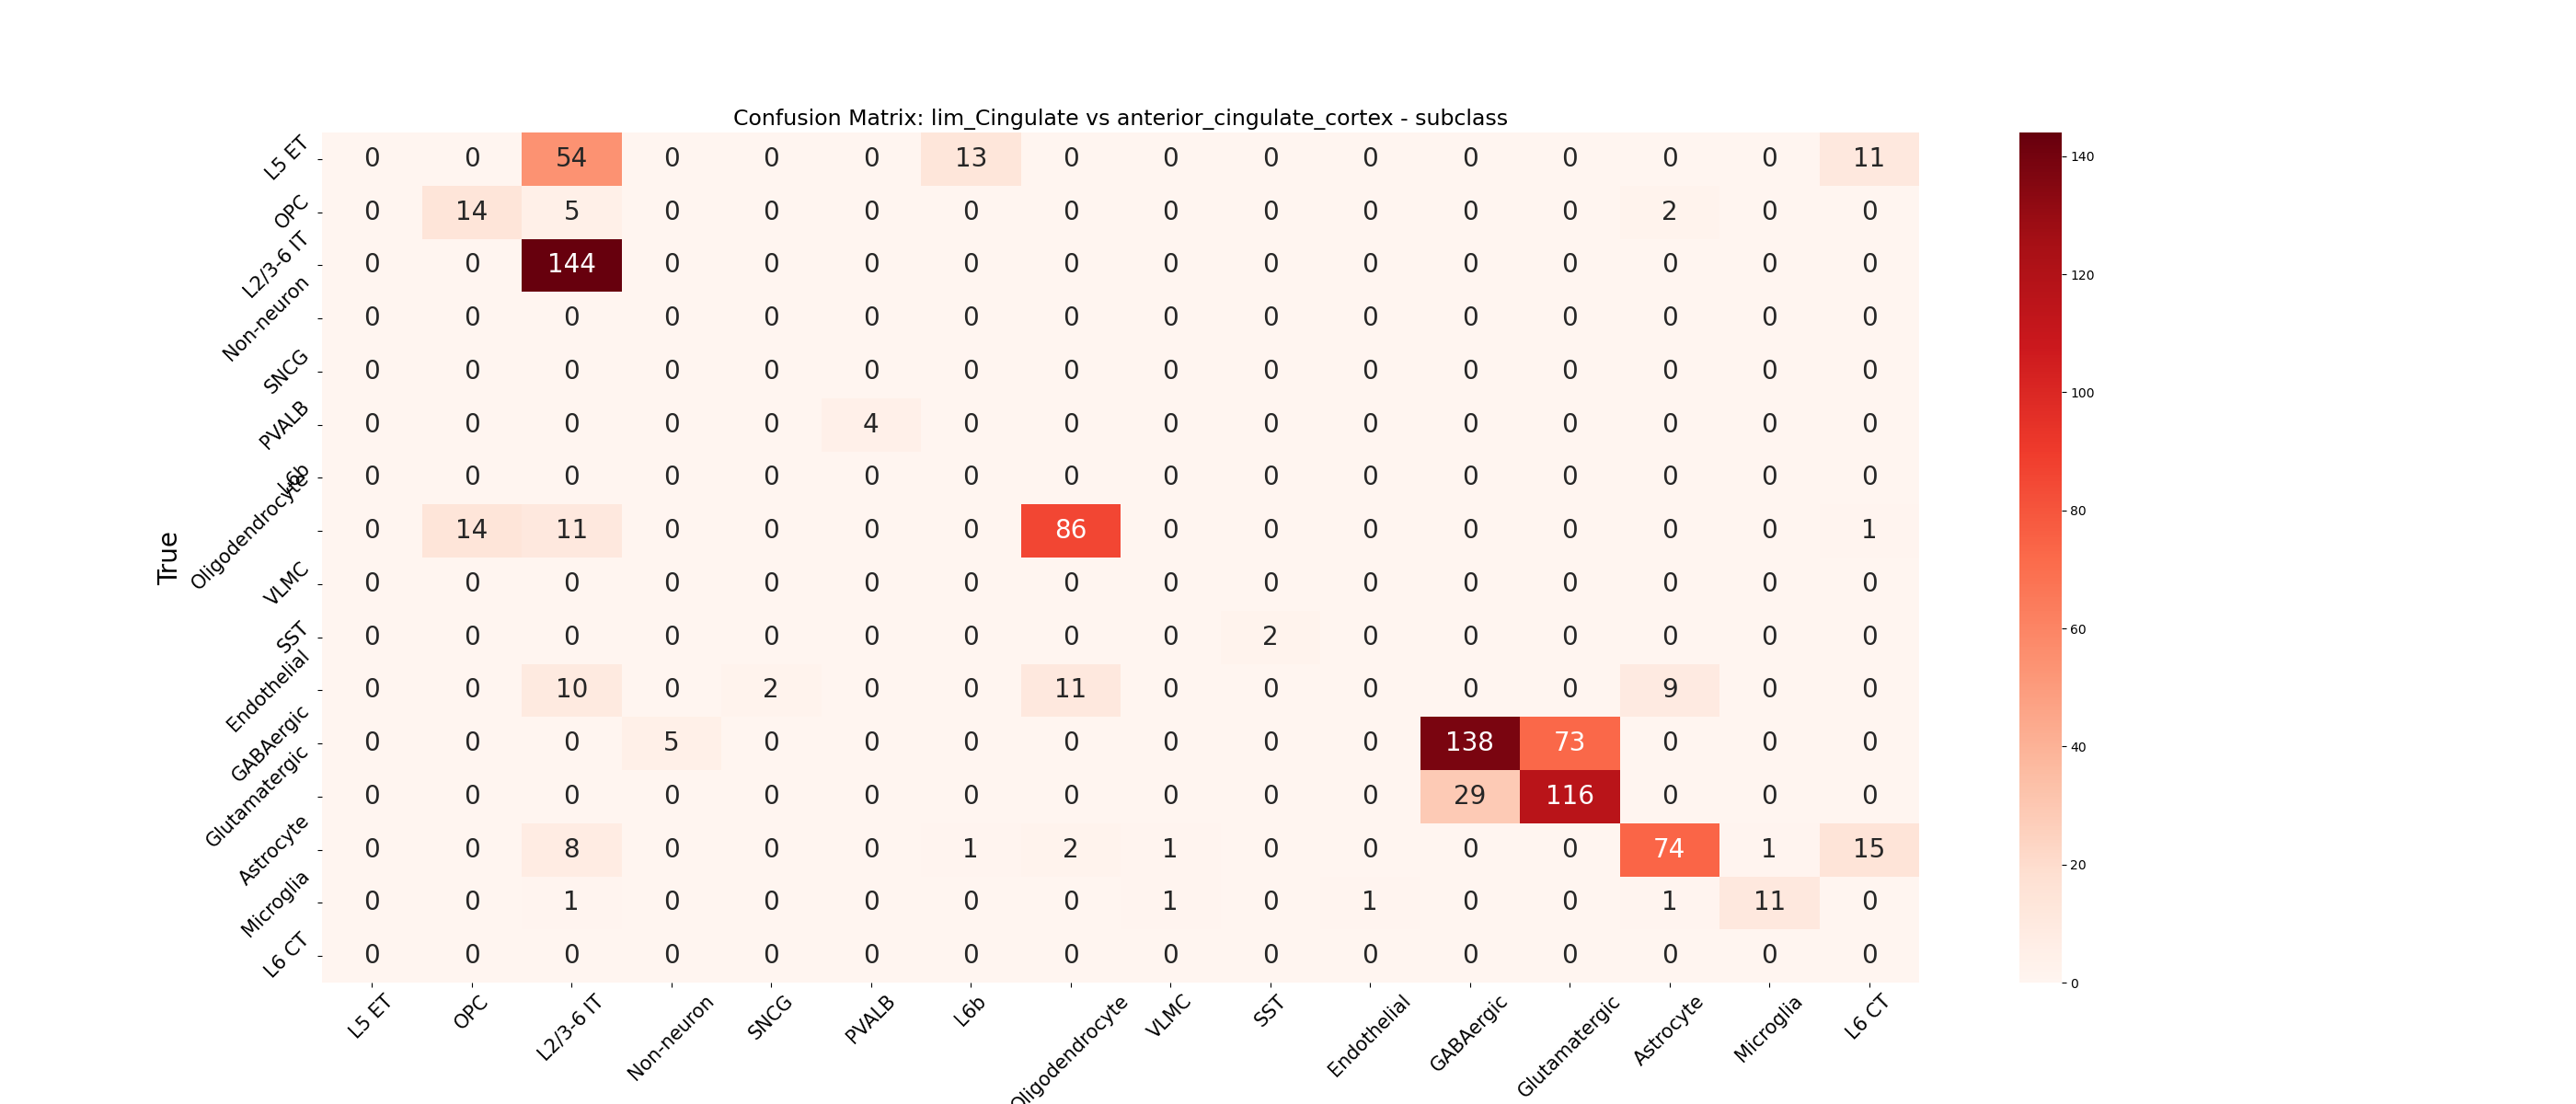 Confusion Matrix: lim_Cingulate vs anterior_cingulate_cortex - subclass
True
L5 ET 0 0 54 0 0 0 13 0 0 0 0 0 0 0 0 11
OPC 0 14 5 0 0 0 0 0 0 0 0 0 0 2 0 0
L2/3-6 IT 0 0 144 0 0 0 0 0 0 0 0 0 0 0 0 0
Non-neuron 0 0 0 0 0 0 0 0 0 0 0 0 0 0 0 0
SNCG 0 0 0 0 0 0 0 0 0 0 0 0 0 0 0 0
PVALB 0 0 0 0 0 4 0 0 0 0 0 0 0 0 0 0
L6b 0 0 0 0 0 0 0 0 0 0 0 0 0 0 0 0
Oligodendrocyte 0 14 11 0 0 0 0 86 0 0 0 0 0 0 0 1
VLMC 0 0 0 0 0 0 0 0 0 0 0 0 0 0 0 0
SST 0 0 0 0 0 0 0 0 0 2 0 0 0 0 0 0
Endothelial 0 0 10 0 2 0 0 11 0 0 0 0 0 9 0 0
GABAergic 0 0 0 5 0 0 0 0 0 0 0 138 73 0 0 0
Glutamatergic 0 0 0 0 0 0 0 0 0 0 0 29 116 0 0 0
Astrocyte 0 0 8 0 0 0 1 2 1 0 0 0 0 74 1 15
Microglia 0 0 1 0 0 0 0 0 1 0 1 0 0 1 11 0
L6 CT 0 0 0 0 0 0 0 0 0 0 0 0 0 0 0 0
L5 ET OPC L2/3-6 IT Non-neuron SNCG PVALB L6b Oligodendrocyte VLMC SST Endothelial GABAergic Glutamatergic Astrocyte Microglia L6 CT
140
120
100
80
60
40
20
0